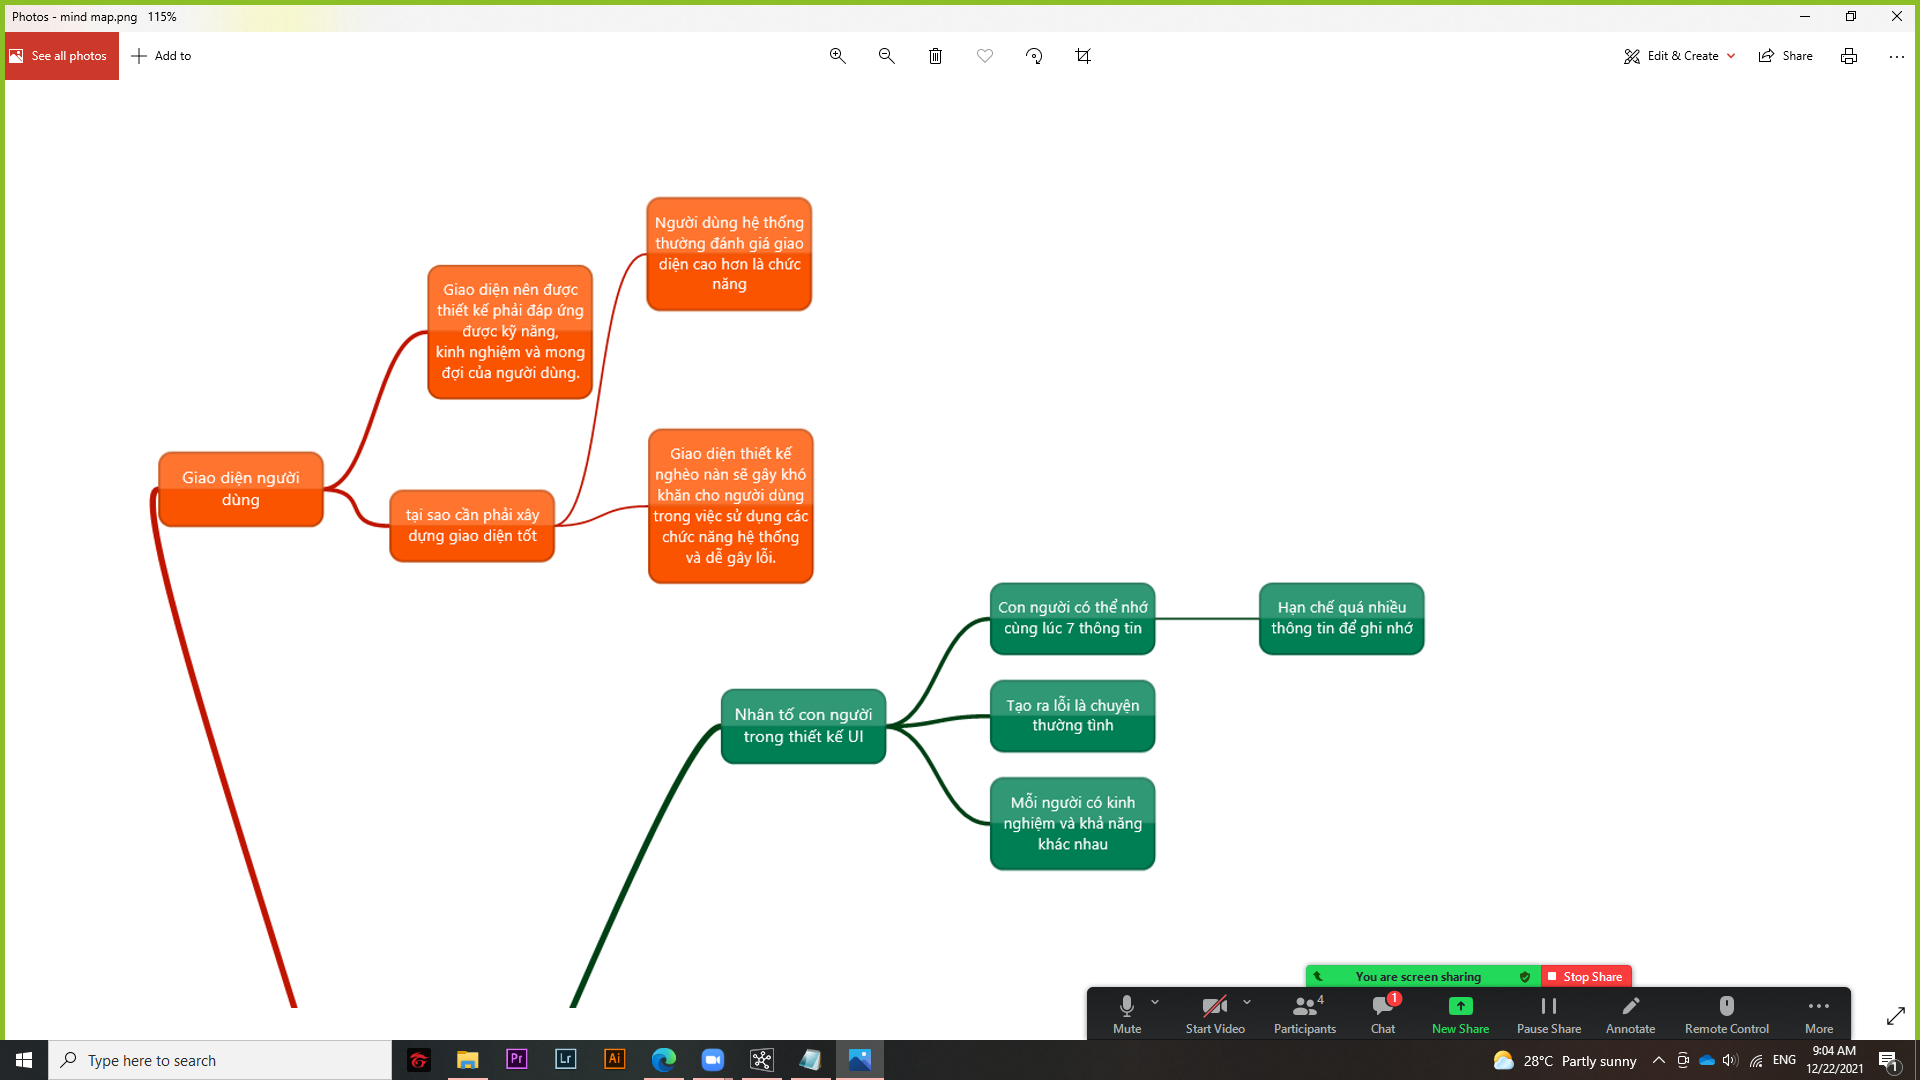 Photos - mind map.png 115%
See all photos
Add to
Edit & Create
Share
Người dùng hệ thống
thường đánh giá giao
diện cao hơn là chức
năng
Giao diện nên được
thiết kế phải đáp ứng
được kỹ năng,
kinh nghiệm và mong
đợi của người dùng.
Giao diện người
dùng
tại sao cần phải xây
dựng giao diện tốt
Giao diện thiết kế
nghèo nàn sẽ gây khó
khăn cho người dùng
trong việc sử dụng các
chức năng hệ thống
và dễ gây lỗi.
Con người có thể nhớ
cùng lúc 7 thông tin
Hạn chế quá nhiều
thông tin để ghi nhớ
Nhân tố con người
trong thiết kế UI
Tạo ra lỗi là chuyện
thường tình
Mỗi người có kinh
nghiệm và khả năng
khác nhau
You are screen sharing
Stop Share
4
1
Mute
Start Video
Participants
Chat
New Share
Pause Share
Annotate
Remote Control
More
Type here to search
Pr
Lr
Ai
28°C Partly sunny
ENG
9:04 AM
12/22/2021
1